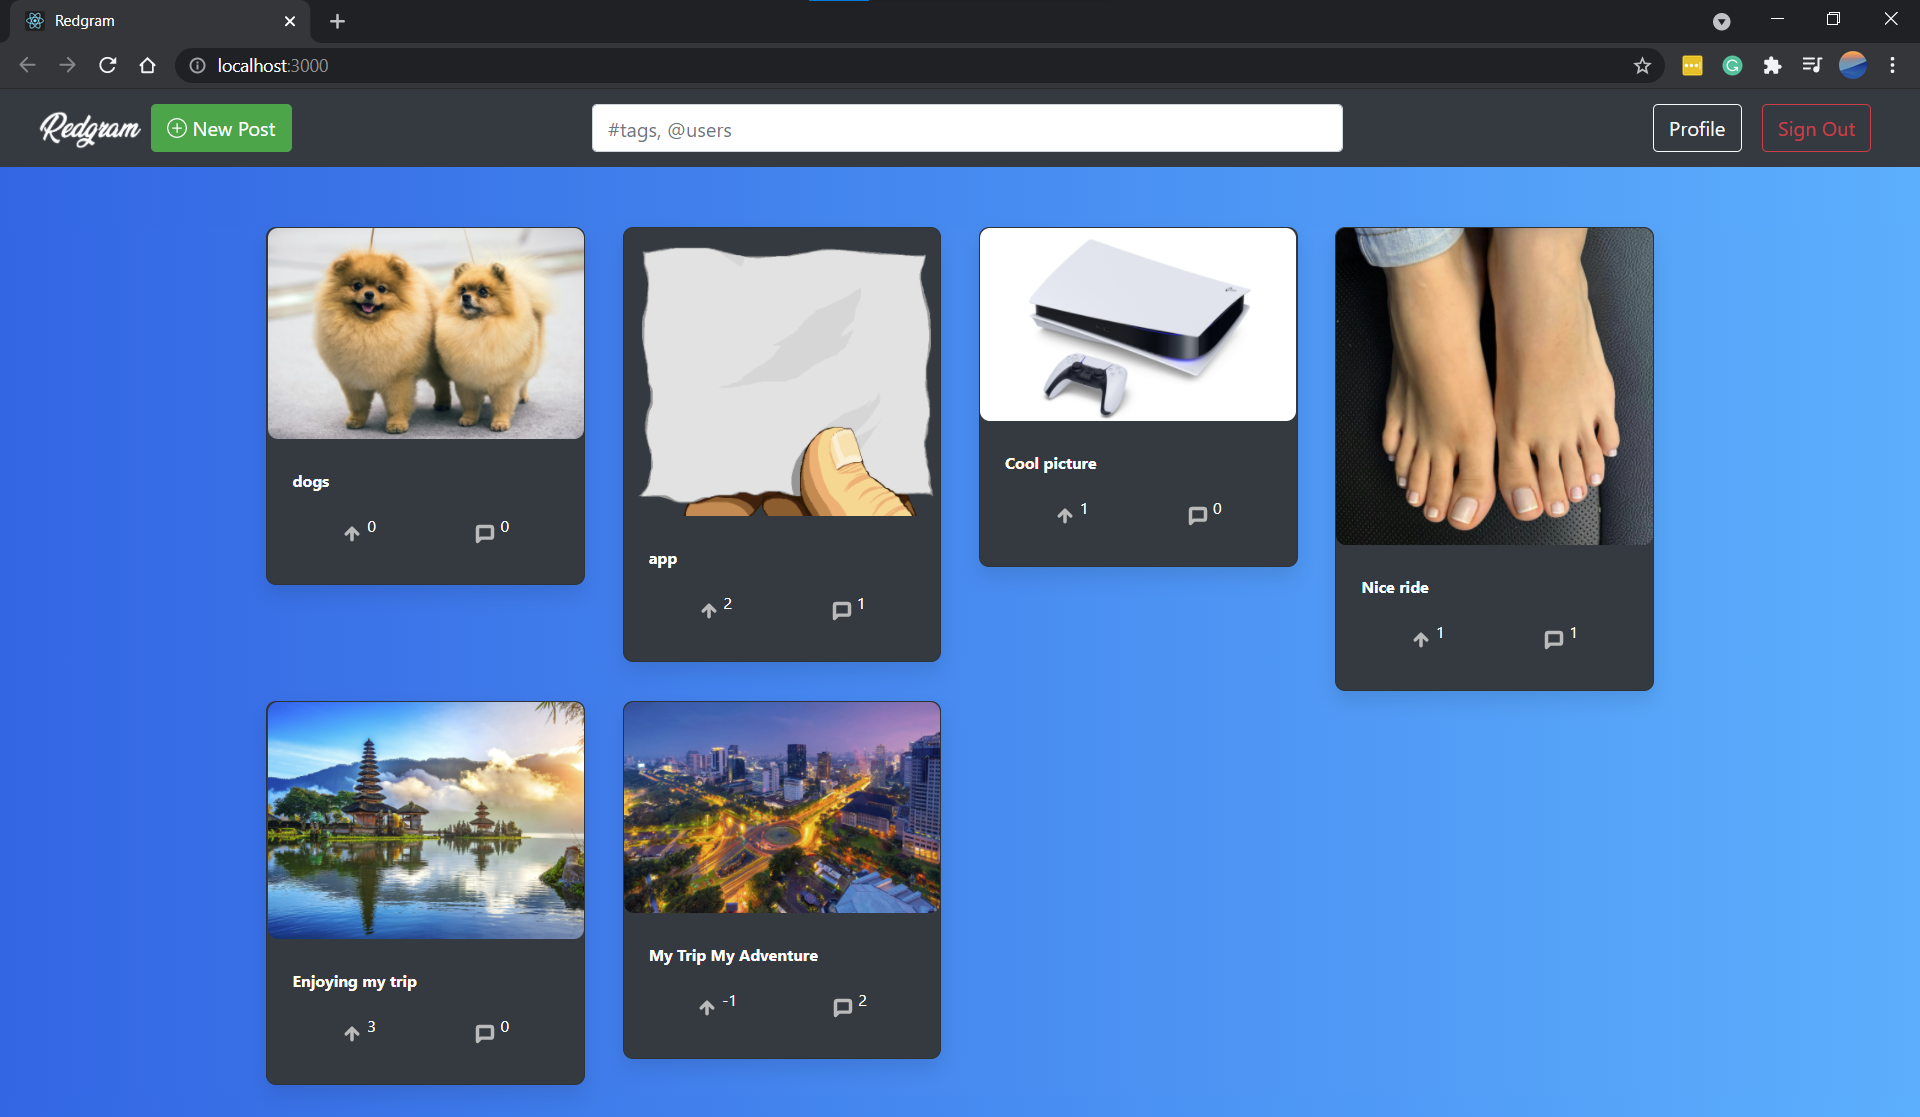 Redgram
localhost:3000
Redgram
New Post
#tags, @users
Profile
Sign Out
dogs
0
0
app
2
1
Cool picture
1
0
Nice ride
1
1
Enjoying my trip
3
0
My Trip My Adventure
-1
2